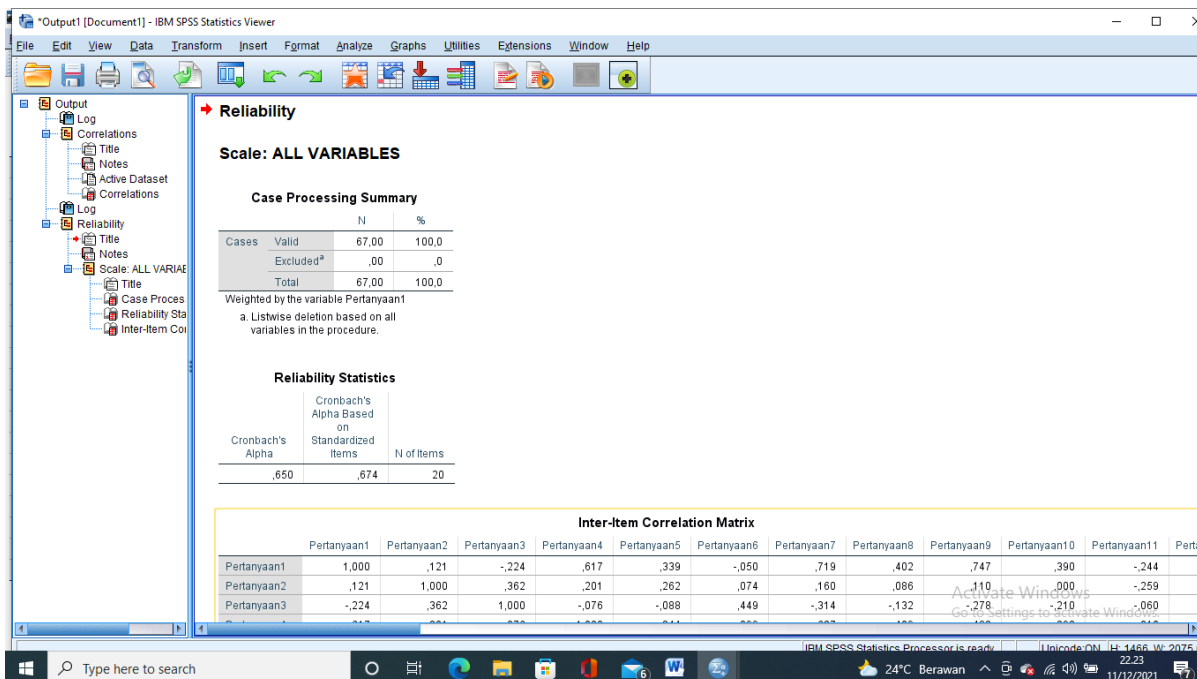 *Output1 [Document1] - IBM SPSS Statistics Viewer
File Edit View Data Transform Insert Format Analyze Graphs Utilities Extensions Window Help
Output
Log
Correlations
Title
Notes
Active Dataset
Correlations
Log
Reliability
Title
Notes
Scale: ALL VARIAB
Title
Case Proces
Reliability Sta
Inter-Item Cor
Reliability
Scale: ALL VARIABLES
Case Processing Summary
N %
Cases Valid 67,00 100,0
Excludedᵃ ,00 ,0
Total 67,00 100,0
Weighted by the variable Pertanyaan1
a. Listwise deletion based on all
variables in the procedure.
Reliability Statistics
Cronbach's
Alpha
Cronbach's
Alpha Based
on
Standardized
Items
N of Items
,650 ,674 20
Inter-Item Correlation Matrix
Pertanyaan1 Pertanyaan2 Pertanyaan3 Pertanyaan4 Pertanyaan5 Pertanyaan6 Pertanyaan7 Pertanyaan8 Pertanyaan9 Pertanyaan10 Pertanyaan11 Pert
Pertanyaan1 1,000 ,121 -,224 ,617 ,339 -,050 ,719 ,402 ,747 ,390 -,244
Pertanyaan2 ,121 1,000 ,362 ,201 ,262 ,074 ,160 ,086 ,110 ,000 -,259
Pertanyaan3 -,224 ,362 1,000 -,076 -,088 ,449 -,314 -,132 -,278 -,210 -,060
Activate Windows
Go to Settings to activate Windows.
IBM SPSS Statistics Processor is ready Unicode:ON H: 1466, W: 2075
Type here to search
6
24°C Berawan
22.23
11/12/2021
7